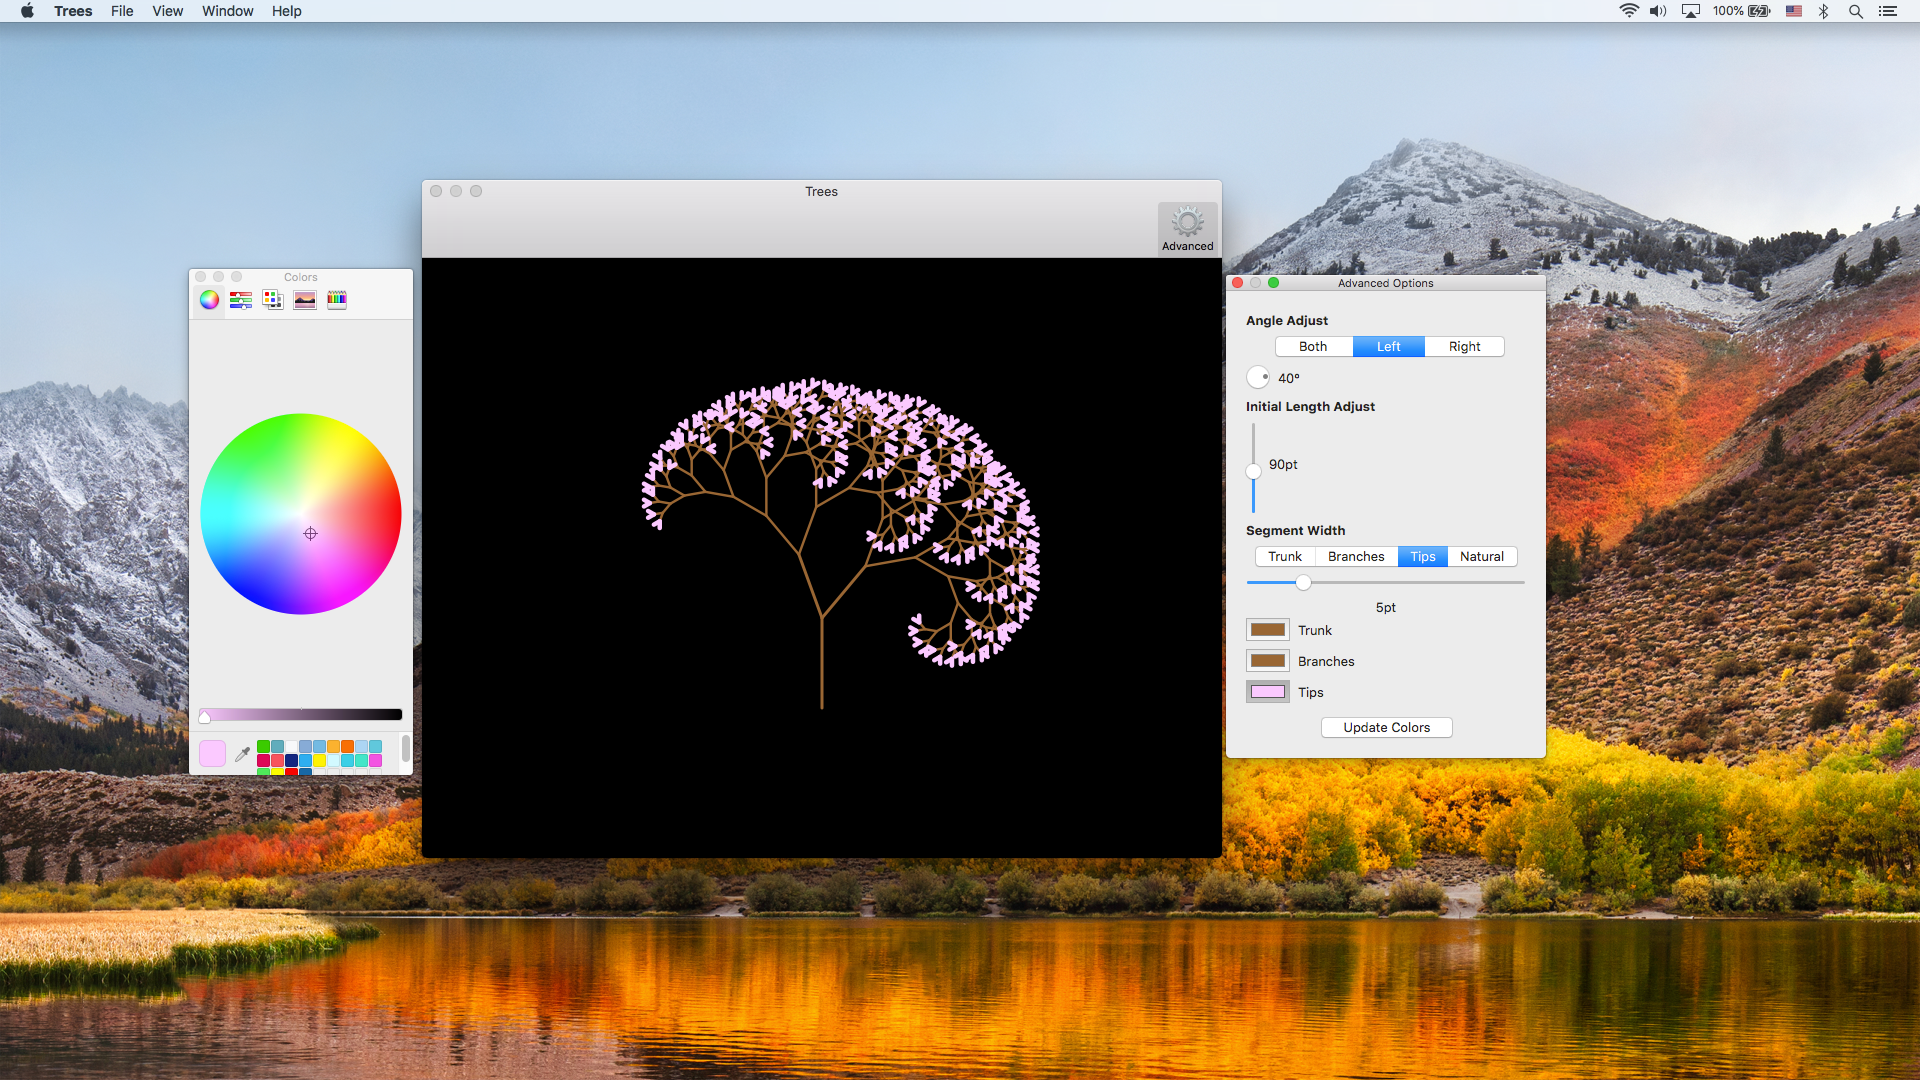 Trees File View Window Help 100%
Trees
Advanced
Colors
Advanced Options
Angle Adjust
Both Left Right
40°
Initial Length Adjust
90pt
Segment Width
Trunk Branches Tips Natural
5pt
Trunk
Branches
Tips
Update Colors